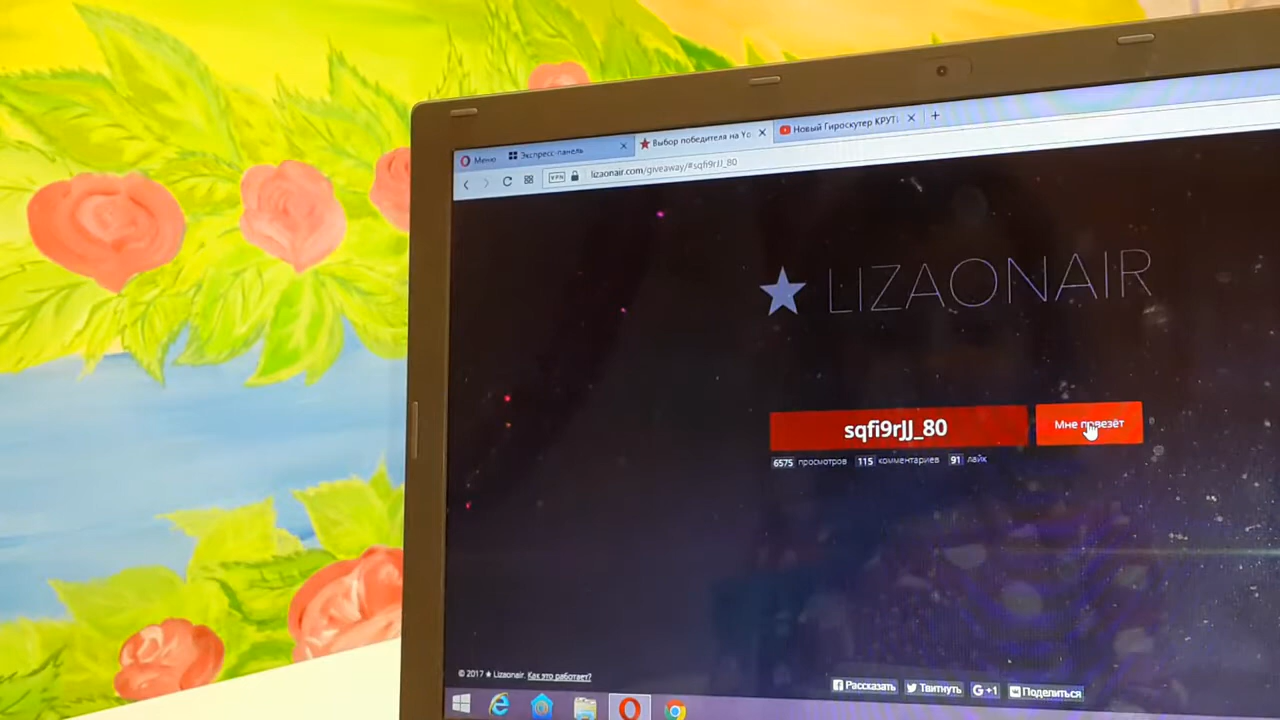 Меню
Экспресс-панель
Выбор победителя на Yo
Новый Гироскутер КРУТ
VPN
lizaonair.com/giveaway/#sqfi9rJJ_80
LIZAONAIR
sqfi9rJJ_80
Мне повезёт
6575 просмотров 115 комментариев 91 лайк
© 2017 ★ Lizaonair. Как это работает?
Рассказать
Твитнуть
G+1
Поделиться